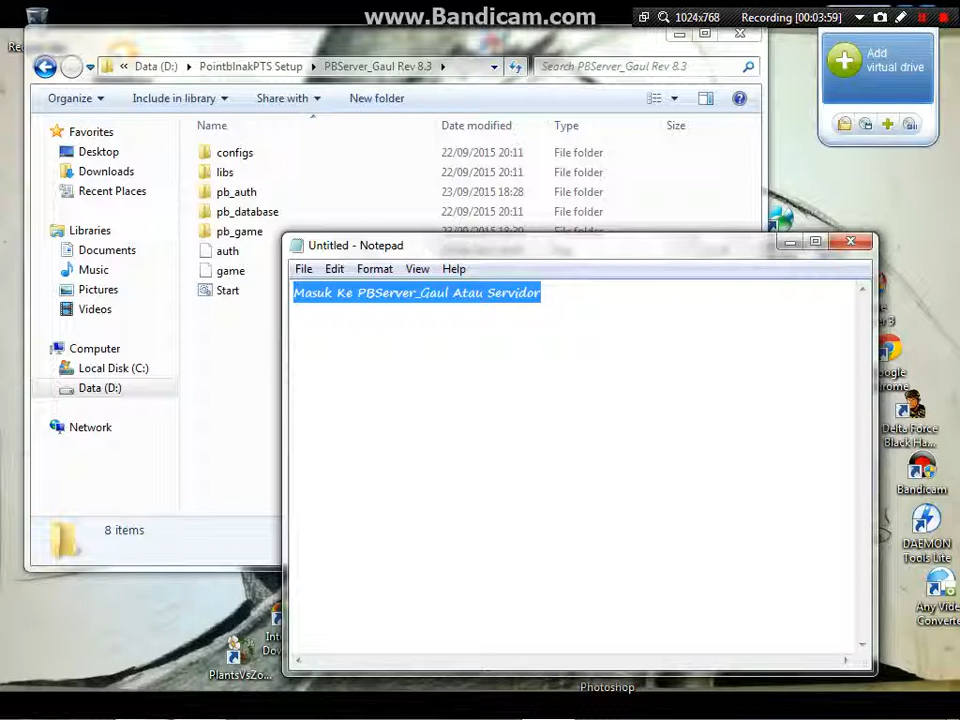 www.Bandicam.com
1024x768
Recording [00:03:59]
Add
virtual drive
« Data (D:) PointblnakPTS Setup PBServer_Gaul Rev 8.3
Search PBServer_Gaul Rev 8.3
Organize Include in library Share with New folder
Name Date modified Type Size
Favorites
Desktop
Downloads
Recent Places
Libraries
Documents
Music
Pictures
Videos
Computer
Local Disk (C:)
Data (D:)
Network
configs 22/09/2015 20:11 File folder
libs 22/09/2015 20:11 File folder
pb_auth 23/09/2015 18:28 File folder
pb_database 22/09/2015 20:11 File folder
pb_game
auth
game
Start
8 items
Untitled - Notepad
File Edit Format View Help
Masuk Ke PBServer_Gaul Atau Servidor
Delta Force
Black Ha...
Bandicam
DAEMON
Tools Lite
Any Video
Converte
PlantsVsZo...
Photoshop